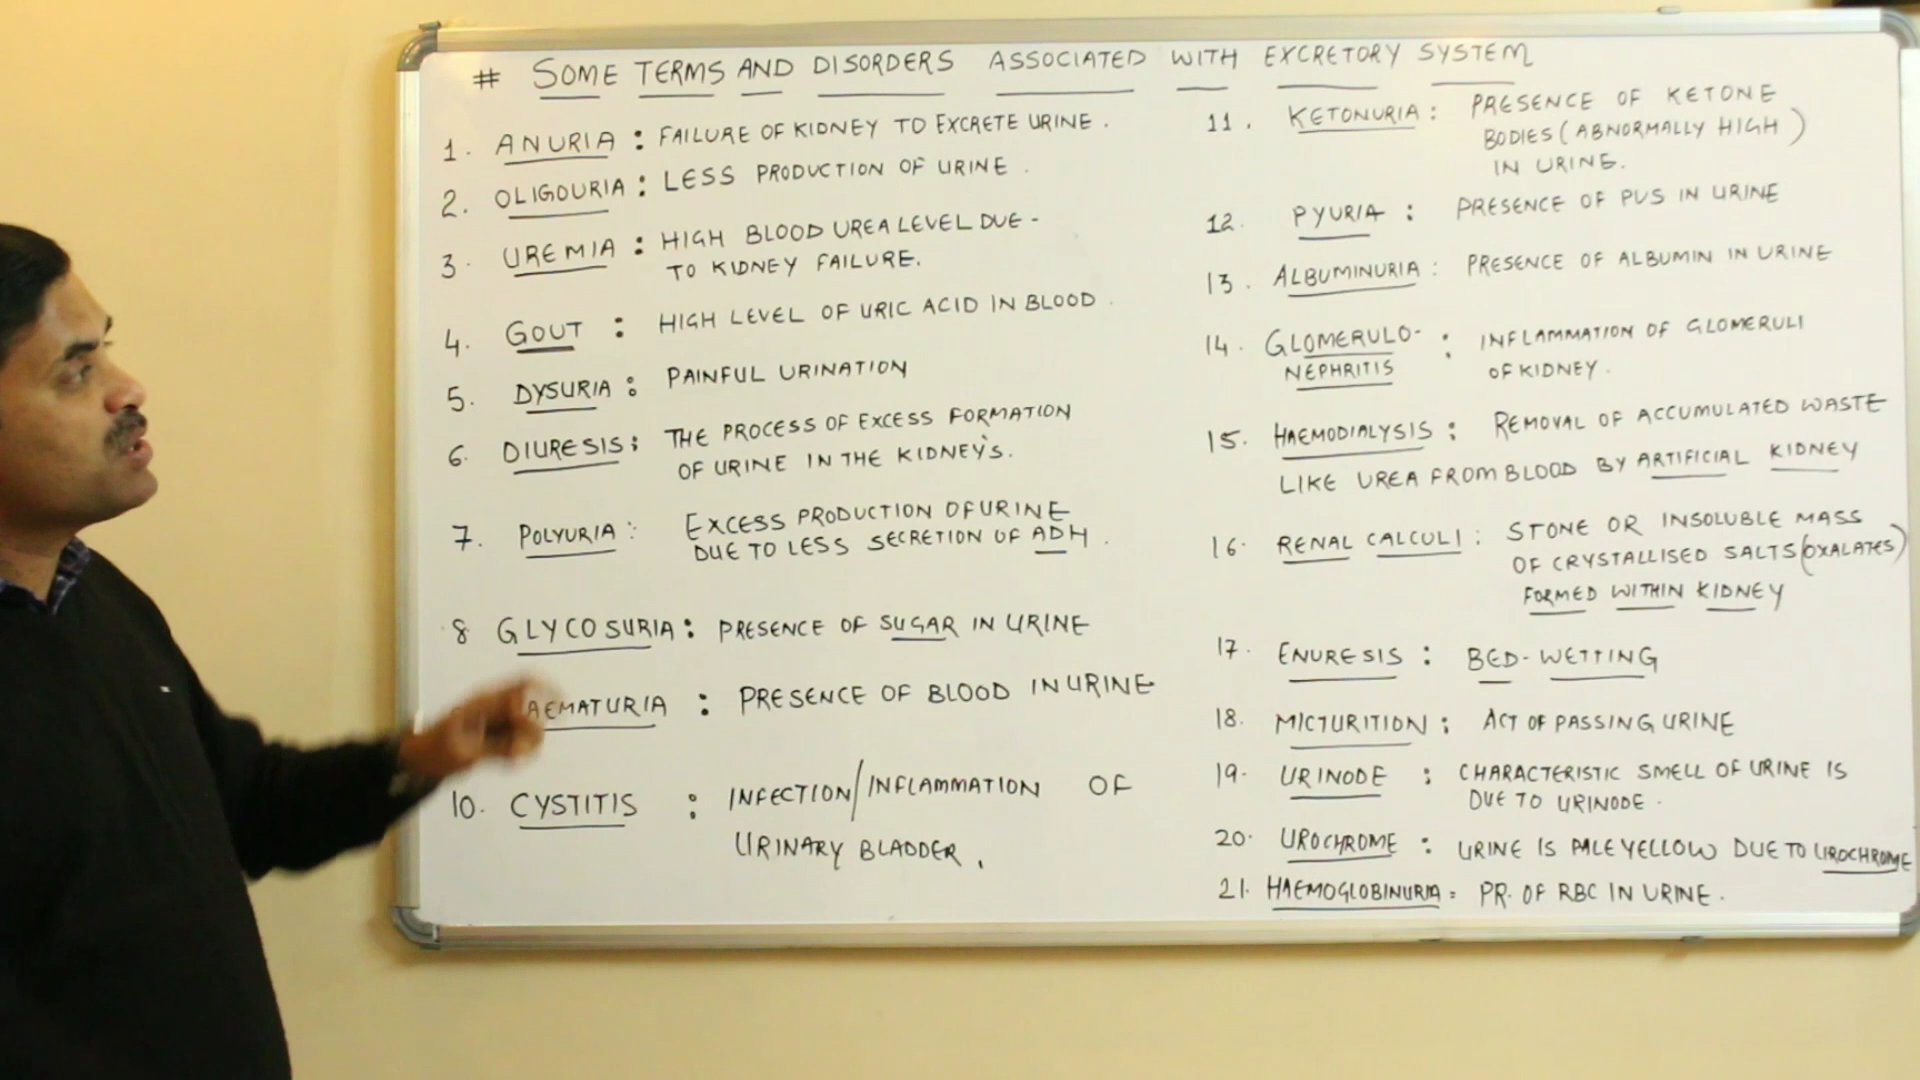 # SOME TERMS AND DISORDERS ASSOCIATED WITH EXCRETORY SYSTEM
1. ANURIA : FAILURE OF KIDNEY TO EXCRETE URINE.
2. OLIGOURIA : LESS PRODUCTION OF URINE.
3. UREMIA : HIGH BLOOD UREA LEVEL DUE-
TO KIDNEY FAILURE.
4. GOUT : HIGH LEVEL OF URIC ACID IN BLOOD.
5. DYSURIA : PAINFUL URINATION
6. DIURESIS : THE PROCESS OF EXCESS FORMATION
OF URINE IN THE KIDNEY'S.
7. POLYURIA : EXCESS PRODUCTION OF URINE
DUE TO LESS SECRETION OF ADH.
8 GLYCOSURIA : PRESENCE OF SUGAR IN URINE
AEMATURIA : PRESENCE OF BLOOD IN URINE
10. CYSTITIS : INFECTION/INFLAMMATION OF
URINARY BLADDER.
11. KETONURIA : PRESENCE OF KETONE
BODIES (ABNORMALLY HIGH)
IN URINE.
12. PYURIA : PRESENCE OF PUS IN URINE
13. ALBUMINURIA : PRESENCE OF ALBUMIN IN URINE
14. GLOMERULO- : INFLAMMATION OF GLOMERULI
NEPHRITIS OF KIDNEY.
15. HAEMODIALYSIS : REMOVAL OF ACCUMULATED WASTE
LIKE UREA FROM BLOOD BY ARTIFICIAL KIDNEY
16. RENAL CALCULI : STONE OR INSOLUBLE MASS
OF CRYSTALLISED SALTS (OXALATES)
FORMED WITHIN KIDNEY
17. ENURESIS : BED-WETTING
18. MICTURITION : ACT OF PASSING URINE
19. URINODE : CHARACTERISTIC SMELL OF URINE IS
DUE TO URINODE.
20. UROCHROME : URINE IS PALE YELLOW DUE TO UROCHROME
21. HAEMOGLOBINURIA = PR. OF RBC IN URINE.